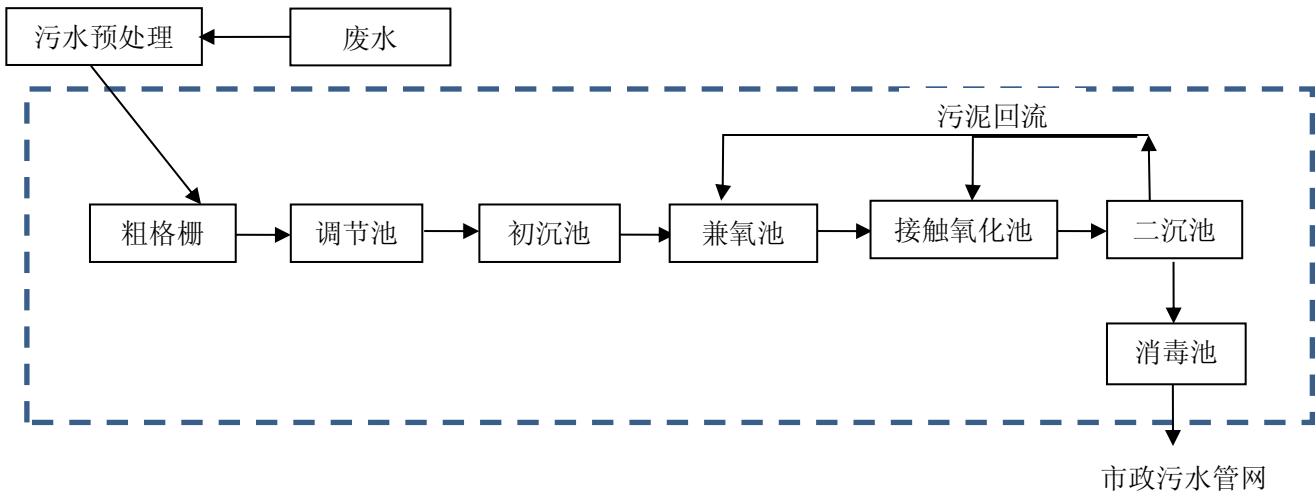 污水预处理
废水
污泥回流
粗格栅
调节池
初沉池
兼氧池
接触氧化池
二沉池
消毒池
市政污水管网